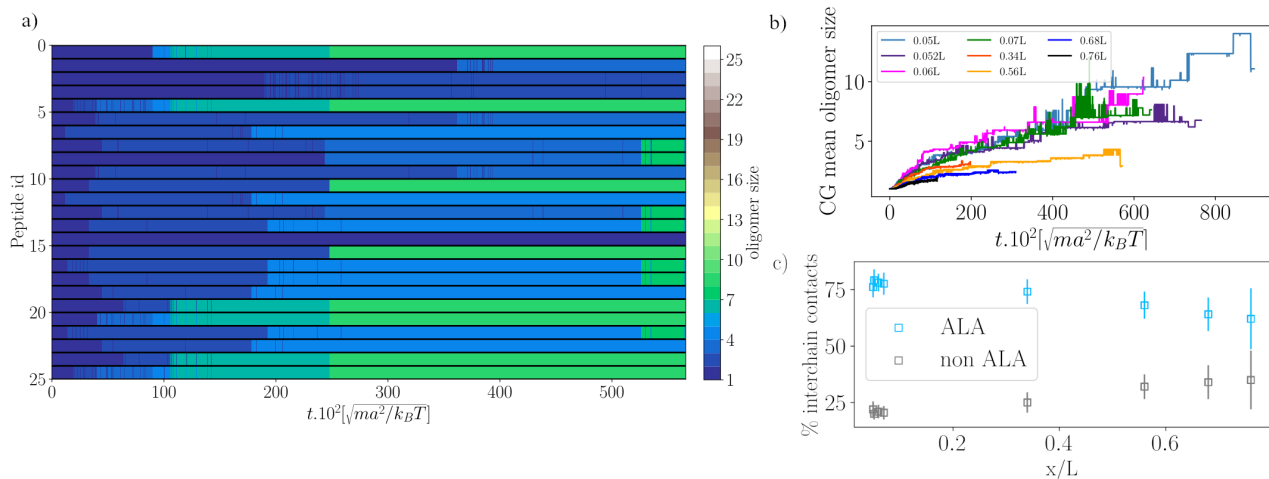 a)
0
5
10
15
20
25
Peptide id
0
100
200
300
400
500
t.10²[√ma²/k_BT]
25
22
19
16
13
10
7
4
1
oligomer size
b)
0.05L
0.052L
0.06L
0.07L
0.34L
0.56L
0.68L
0.76L
10
5
CG mean oligomer size
0
200
400
600
800
t.10²[√ma²/k_BT]
c)
75
50
25
% interchain contacts
ALA
non ALA
0.2
0.4
0.6
x/L